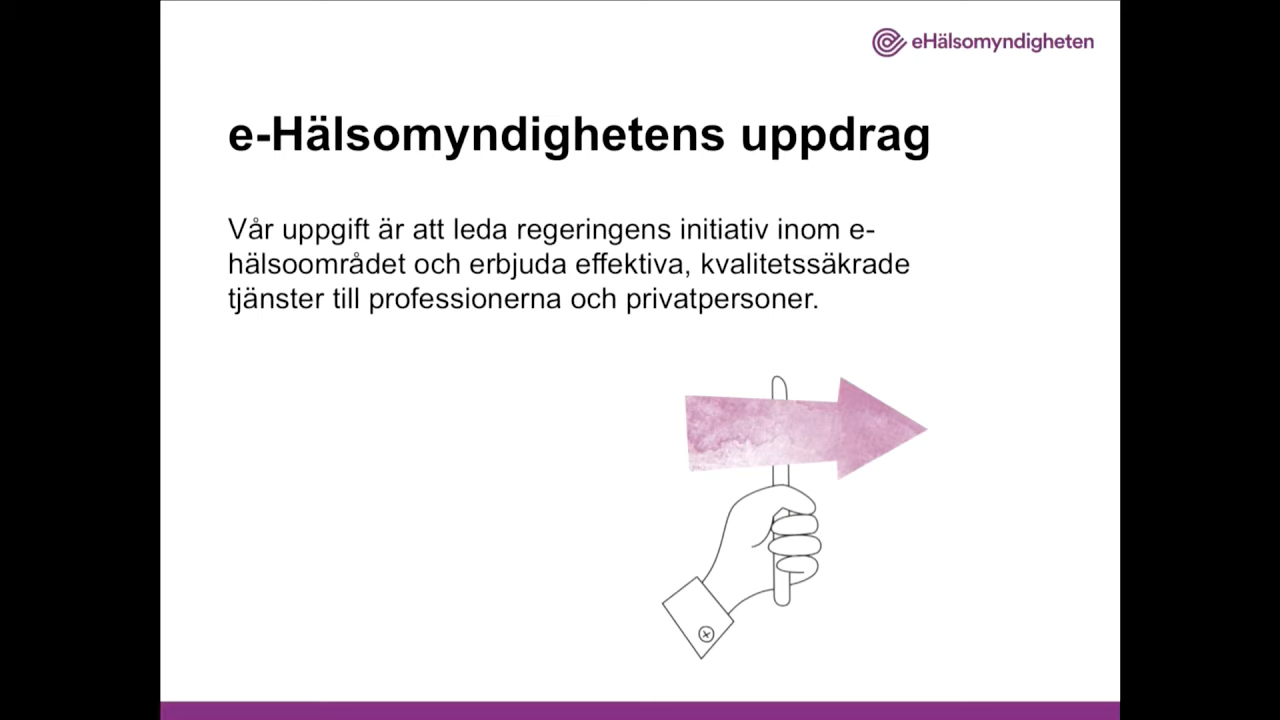 eHälsomyndigheten
e-Hälsomyndighetens uppdrag
Vår uppgift är att leda regeringens initiativ inom e-
hälsoområdet och erbjuda effektiva, kvalitetssäkrade
tjänster till professionerna och privatpersoner.